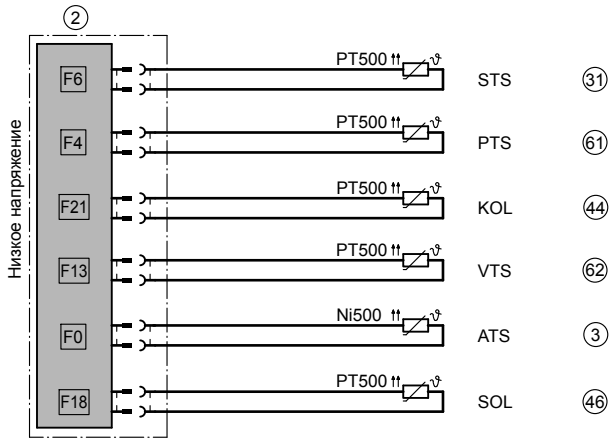 2
Низкое напряжение
F6 PT500 ϑ STS 31
F4 PT500 ϑ PTS 61
F21 PT500 ϑ KOL 44
F13 PT500 ϑ VTS 62
F0 Ni500 ϑ ATS 3
F18 PT500 ϑ SOL 46